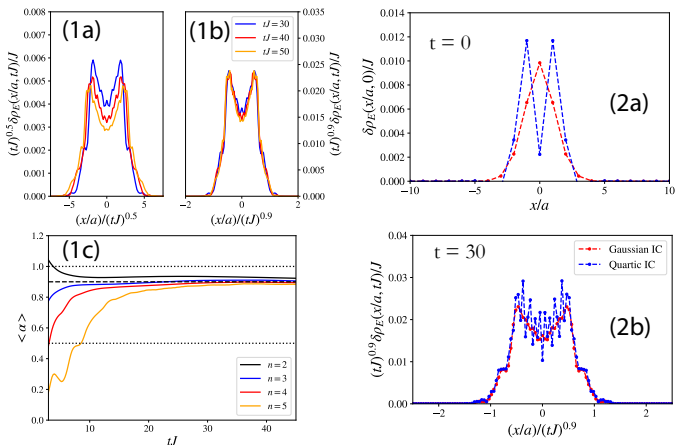 (1a)
(tJ)^0.5 δρ_E(x/a, tJ)/J
0.008
0.007
0.006
0.005
0.004
0.003
0.002
0.001
0.000
−5
0
5
(x/a)/(tJ)^0.5
(1b)
tJ = 30
tJ = 40
tJ = 50
0.035
0.030
0.025
0.020
0.015
0.010
0.005
0.000
(tJ)^0.9 δρ_E(x/a, tJ)/J
−2
0
2
(x/a)/(tJ)^0.9
t = 0
(2a)
δρ_E(x/a, 0)/J
0.014
0.012
0.010
0.008
0.006
0.004
0.002
0.000
−10
−5
0
5
10
x/a
(1c)
< α >
1.2
1.0
0.8
0.6
0.4
0.2
0.0
n = 2
n = 3
n = 4
n = 5
10
20
30
40
tJ
t = 30
Gaussian IC
Quartic IC
(2b)
(tJ)^0.9 δρ_E(x/a, tJ)/J
0.04
0.03
0.02
0.01
0.00
−2
−1
0
1
2
(x/a)/(tJ)^0.9